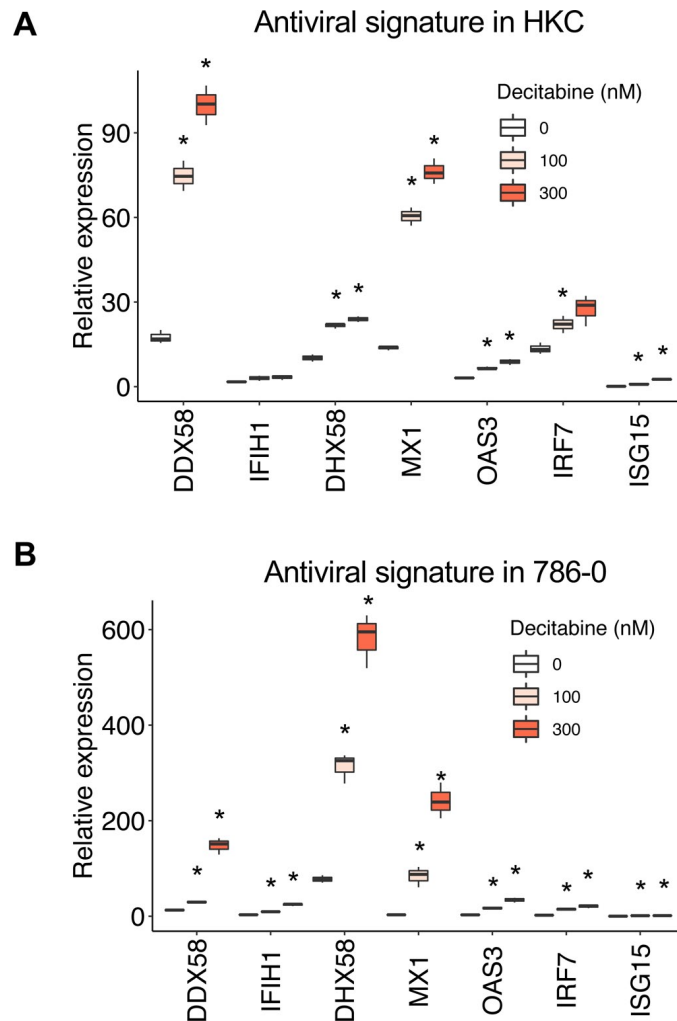 A
Antiviral signature in HKC
Relative expression
90
60
30
0
Decitabine (nM)
0
100
300
* * * * * * * * * * *
DDX58
IFIH1
DHX58
MX1
OAS3
IRF7
ISG15
B
Antiviral signature in 786-0
Relative expression
600
400
200
0
Decitabine (nM)
0
100
300
* * * * * * * * * * * * * *
DDX58
IFIH1
DHX58
MX1
OAS3
IRF7
ISG15